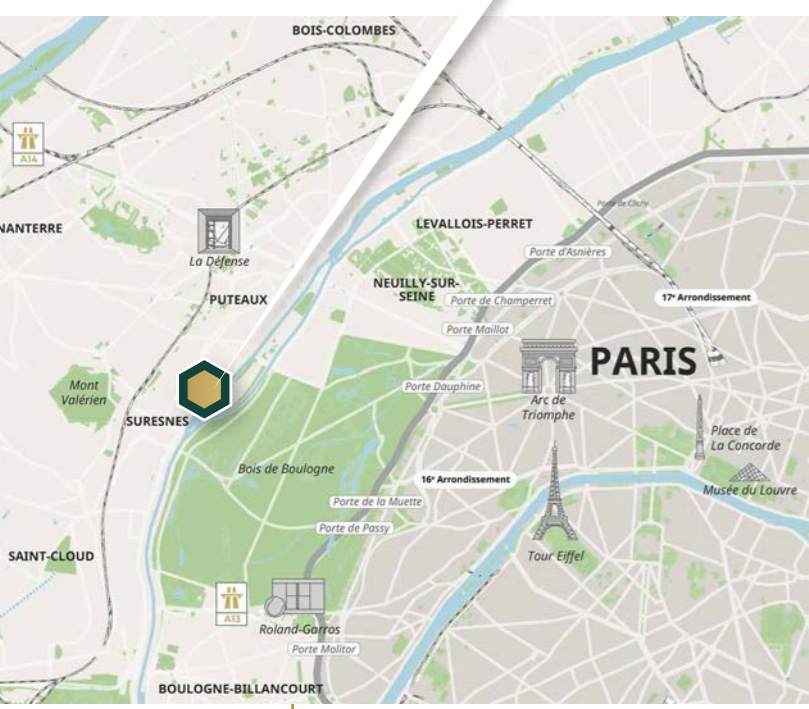 BOIS-COLOMBES
A14
NANTERRE
La Défense
LEVALLOIS-PERRET
Porte de Clichy
Porte d'Asnières
PUTEAUX
NEUILLY-SUR-
SEINE
Porte de Champerret
17e Arrondissement
Porte Maillot
PARIS
Mont
Valérien
Porte Dauphine
Arc de
Triomphe
SURESNES
Place de
La Concorde
Bois de Boulogne
16e Arrondissement
Musée du Louvre
Porte de la Muette
Porte de Passy
SAINT-CLOUD
Tour Eiffel
A13
Roland-Garros
Porte Molitor
BOULOGNE-BILLANCOURT